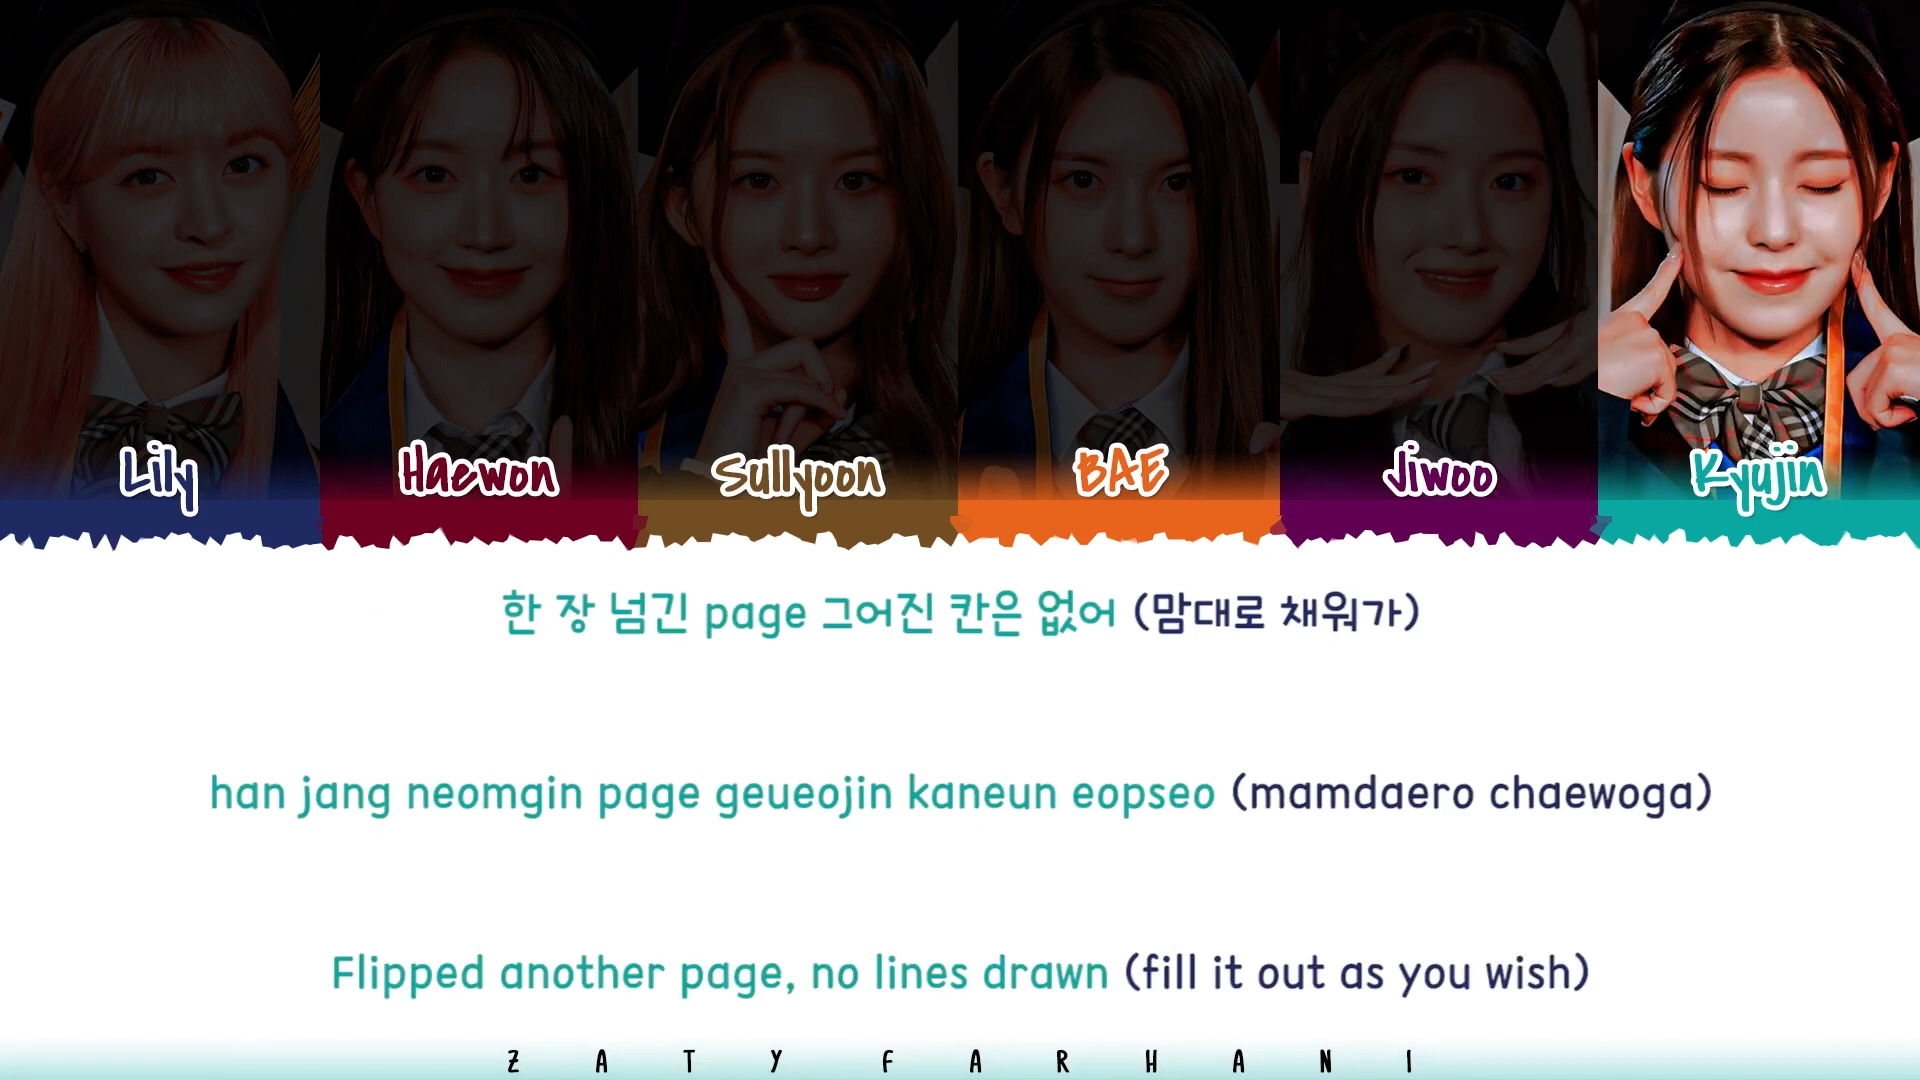 Lily Haewon Sullyoon BAE Jiwoo Kyujin
한 장 넘긴 page 그어진 칸은 없어 (맘대로 채워가)
han jang neomgin page geueojin kaneun eopseo (mamdaero chaewoga)
Flipped another page, no lines drawn (fill it out as you wish)
ZATY FARHANI